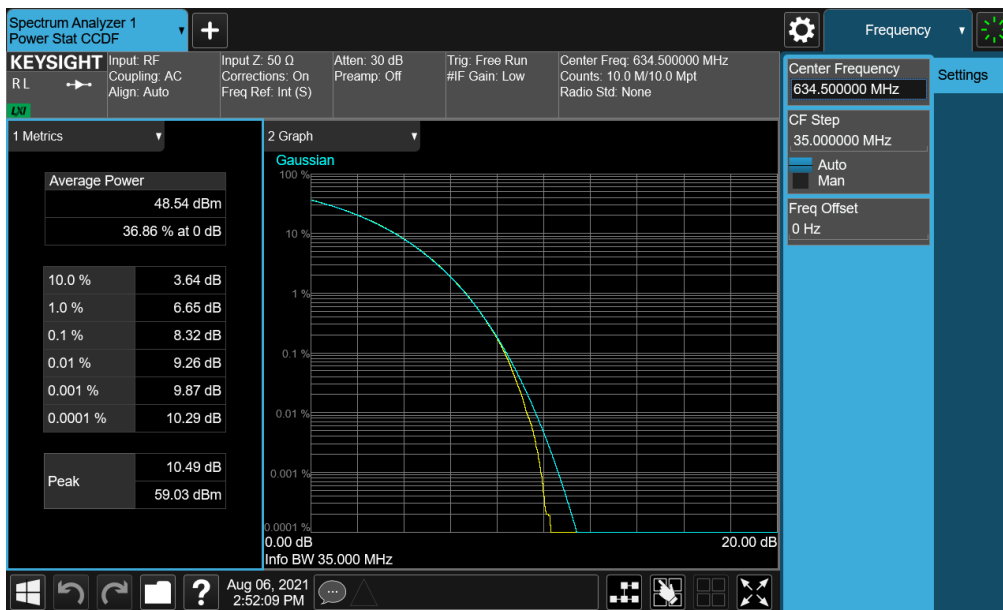 Spectrum Analyzer 1
Power Stat CCDF
Frequency
KEYSIGHT
R L
LXI
Input: RF
Coupling: AC
Align: Auto
Input Z: 50 Ω
Corrections: On
Freq Ref: Int (S)
Atten: 30 dB
Preamp: Off
Trig: Free Run
#IF Gain: Low
Center Freq: 634.500000 MHz
Counts: 10.0 M/10.0 Mpt
Radio Std: None
Center Frequency
634.500000 MHz
Settings
CF Step
35.000000 MHz
Auto
Man
Freq Offset
0 Hz
1 Metrics
Average Power
48.54 dBm
36.86 % at 0 dB
10.0 % 3.64 dB
1.0 % 6.65 dB
0.1 % 8.32 dB
0.01 % 9.26 dB
0.001 % 9.87 dB
0.0001 % 10.29 dB
Peak
10.49 dB
59.03 dBm
2 Graph
Gaussian
100 %
10 %
1 %
0.1 %
0.01 %
0.001 %
0.0001 %
0.00 dB 20.00 dB
Info BW 35.000 MHz
?
Aug 06, 2021
2:52:09 PM